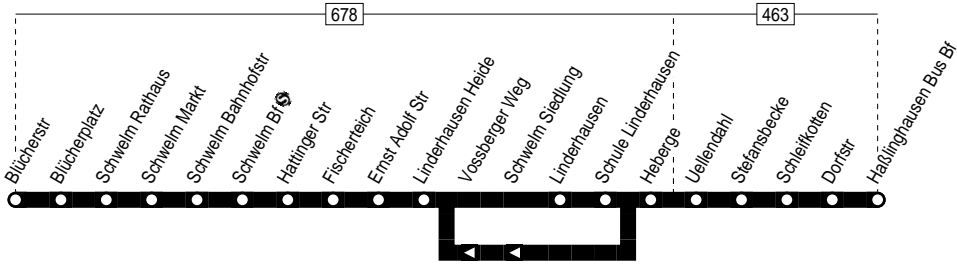 678
463
Blücherstr
Blücherplatz
Schwelm Rathaus
Schwelm Markt
Schwelm Bahnhofstr
Schwelm Bf S
Hattinger Str
Fischerteich
Ernst Adolf Str
Linderhausen Heide
Vossberger Weg
Schwelm Siedlung
Linderhausen
Schule Linderhausen
Heberge
Uellendahl
Stefansbecke
Schleifkotten
Dorfstr
Haßlinghausen Bus Bf